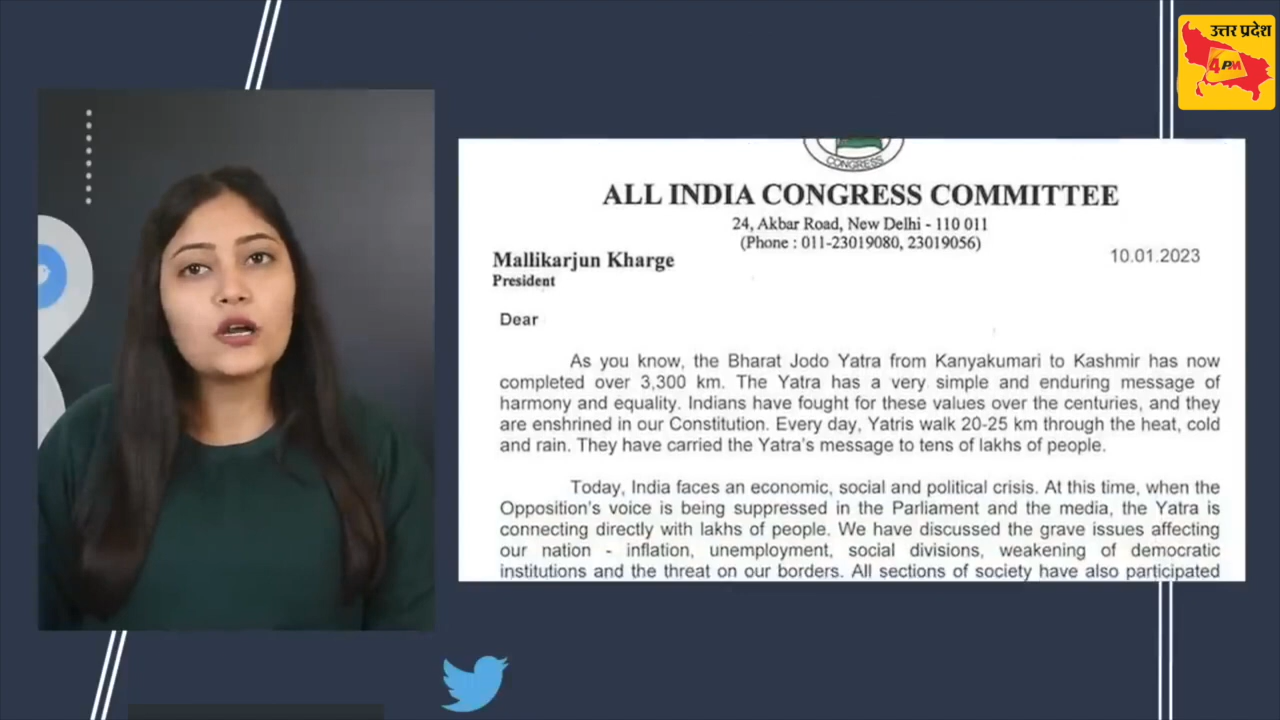 उत्तर प्रदेश
4PM
CONGRESS
ALL INDIA CONGRESS COMMITTEE
24, Akbar Road, New Delhi - 110 011
(Phone : 011-23019080, 23019056)
Mallikarjun Kharge
10.01.2023
President
Dear
As you know, the Bharat Jodo Yatra from Kanyakumari to Kashmir has now
completed over 3,300 km. The Yatra has a very simple and enduring message of
harmony and equality. Indians have fought for these values over the centuries, and they
are enshrined in our Constitution. Every day, Yatris walk 20-25 km through the heat, cold
and rain. They have carried the Yatra's message to tens of lakhs of people.
Today, India faces an economic, social and political crisis. At this time, when the
Opposition's voice is being suppressed in the Parliament and the media, the Yatra is
connecting directly with lakhs of people. We have discussed the grave issues affecting
our nation - inflation, unemployment, social divisions, weakening of democratic
institutions and the threat on our borders. All sections of society have also participated